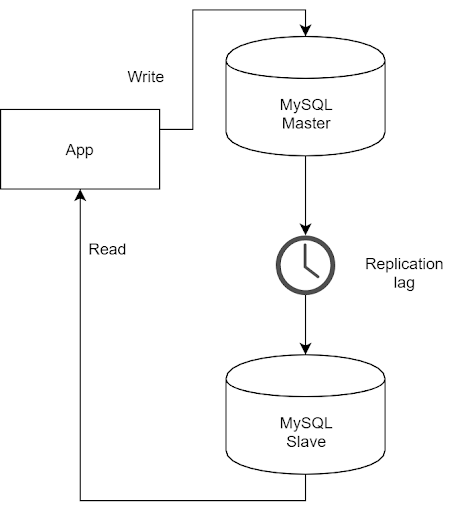 Write
MySQL
Master
App
Read
Replication
lag
MySQL
Slave